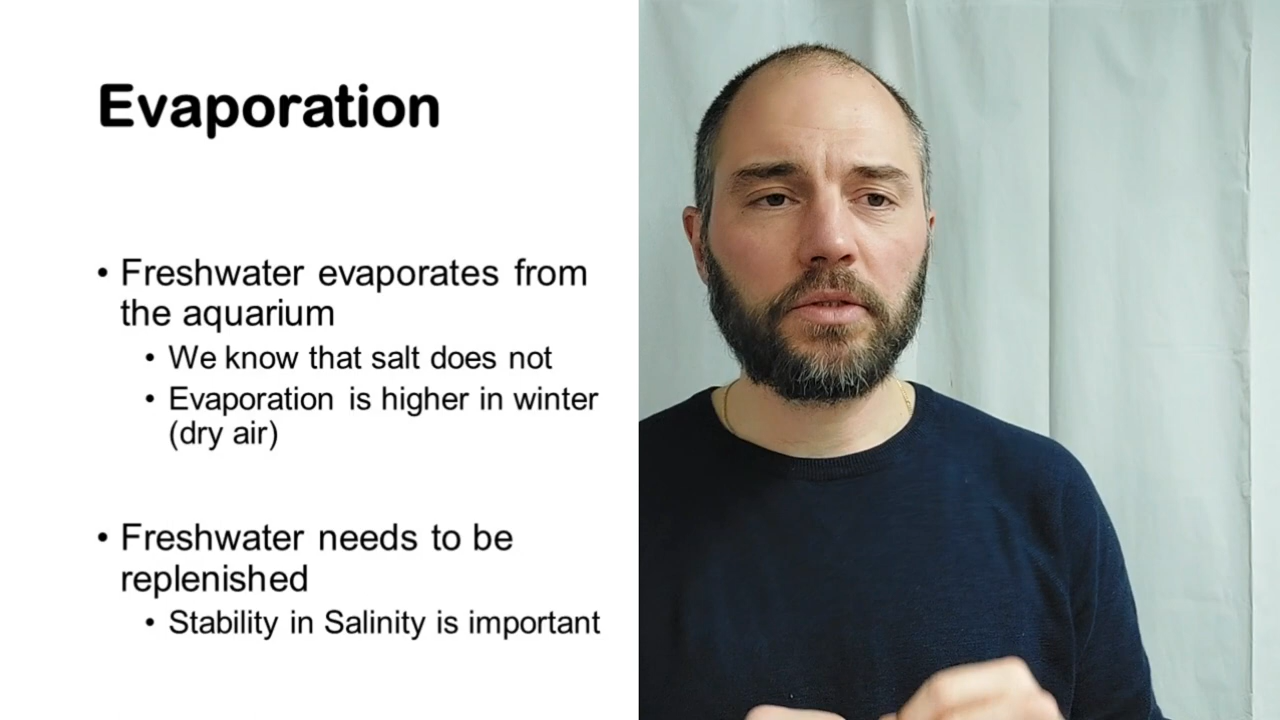 Evaporation
• Freshwater evaporates from
the aquarium
• We know that salt does not
• Evaporation is higher in winter
(dry air)
• Freshwater needs to be
replenished
• Stability in Salinity is important